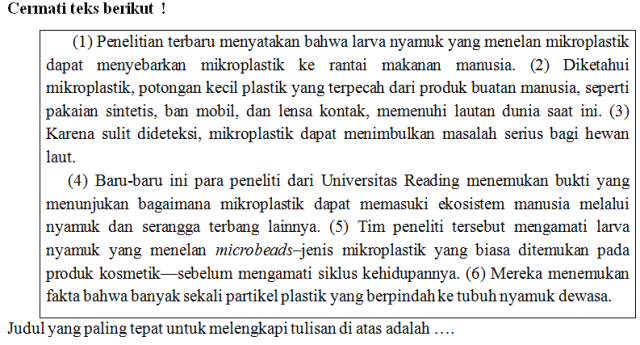 Cermati teks berikut !
(1) Penelitian terbaru menyatakan bahwa larva nyamuk yang menelan mikroplastik
dapat menyebarkan mikroplastik ke rantai makanan manusia. (2) Diketahui
mikroplastik, potongan kecil plastik yang terpecah dari produk buatan manusia, seperti
pakaian sintetis, ban mobil, dan lensa kontak, memenuhi lautan dunia saat ini. (3)
Karena sulit dideteksi, mikroplastik dapat menimbulkan masalah serius bagi hewan
laut.
(4) Baru-baru ini para peneliti dari Universitas Reading menemukan bukti yang
menunjukan bagaimana mikroplastik dapat memasuki ekosistem manusia melalui
nyamuk dan serangga terbang lainnya. (5) Tim peneliti tersebut mengamati larva
nyamuk yang menelan microbeads–jenis mikroplastik yang biasa ditemukan pada
produk kosmetik—sebelum mengamati siklus kehidupannya. (6) Mereka menemukan
fakta bahwa banyak sekali partikel plastik yang berpindah ke tubuh nyamuk dewasa.
Judul yang paling tepat untuk melengkapi tulisan di atas adalah ….